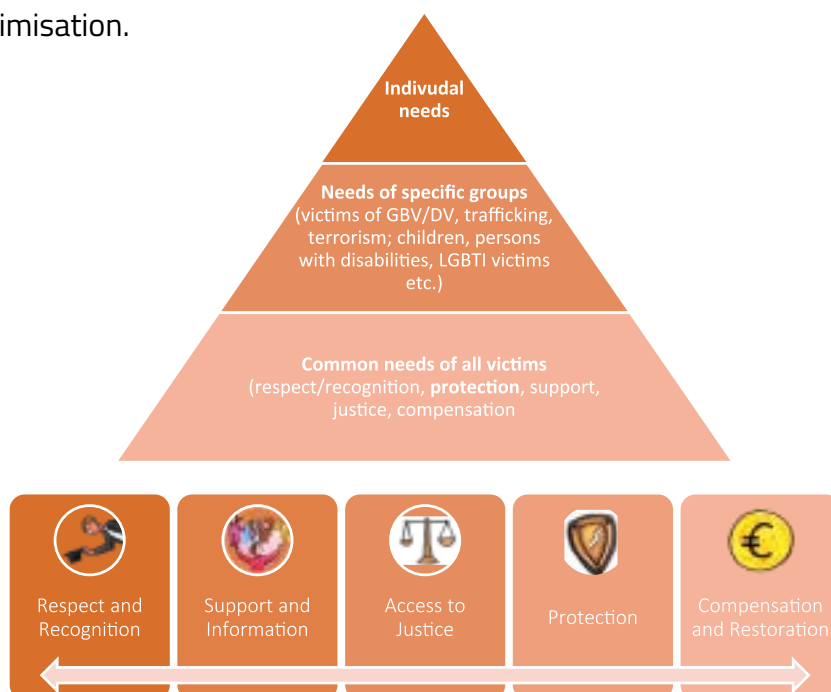 imisation.
Indivudal
needs
Needs of specific groups
(victims of GBV/DV, trafficking,
terrorism; children, persons
with disabilities, LGBTI victims
etc.)
Common needs of all victims
(respect/recognition, protection, support,
justice, compensation
Respect and
Recognition
Support and
Information
Access to
Justice
Protection
Compensation
and Restoration